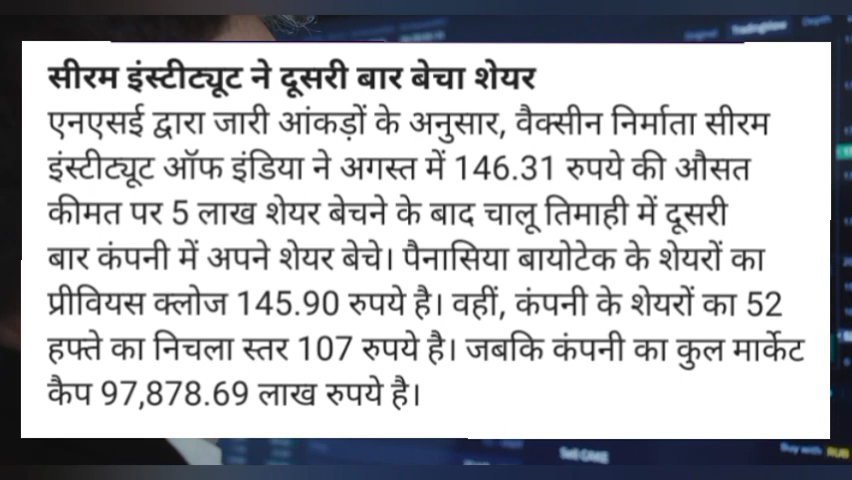 सीरम इंस्टीट्यूट ने दूसरी बार बेचा शेयर
एनएसई द्वारा जारी आंकड़ों के अनुसार, वैक्सीन निर्माता सीरम
इंस्टीट्यूट ऑफ इंडिया ने अगस्त में 146.31 रुपये की औसत
कीमत पर 5 लाख शेयर बेचने के बाद चालू तिमाही में दूसरी
बार कंपनी में अपने शेयर बेचे। पैनासिया बायोटेक के शेयरों का
प्रीवियस क्लोज 145.90 रुपये है। वहीं, कंपनी के शेयरों का 52
हफ्ते का निचला स्तर 107 रुपये है। जबकि कंपनी का कुल मार्केट
कैप 97,878.69 लाख रुपये है।